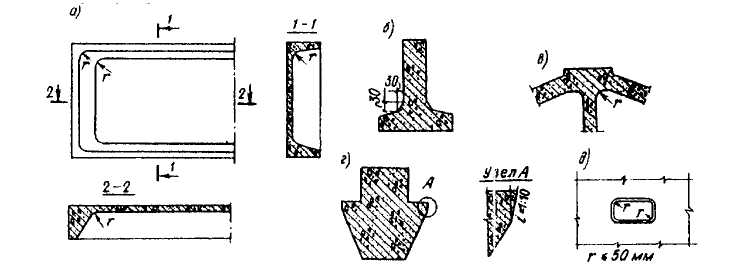 а)
1
1-1
б)
в)
r
r
r
30
30
2
2
r
1
2-2
r
г)
А
Узел А
i=1:10
д)
r
r
r ≤ 50 мм